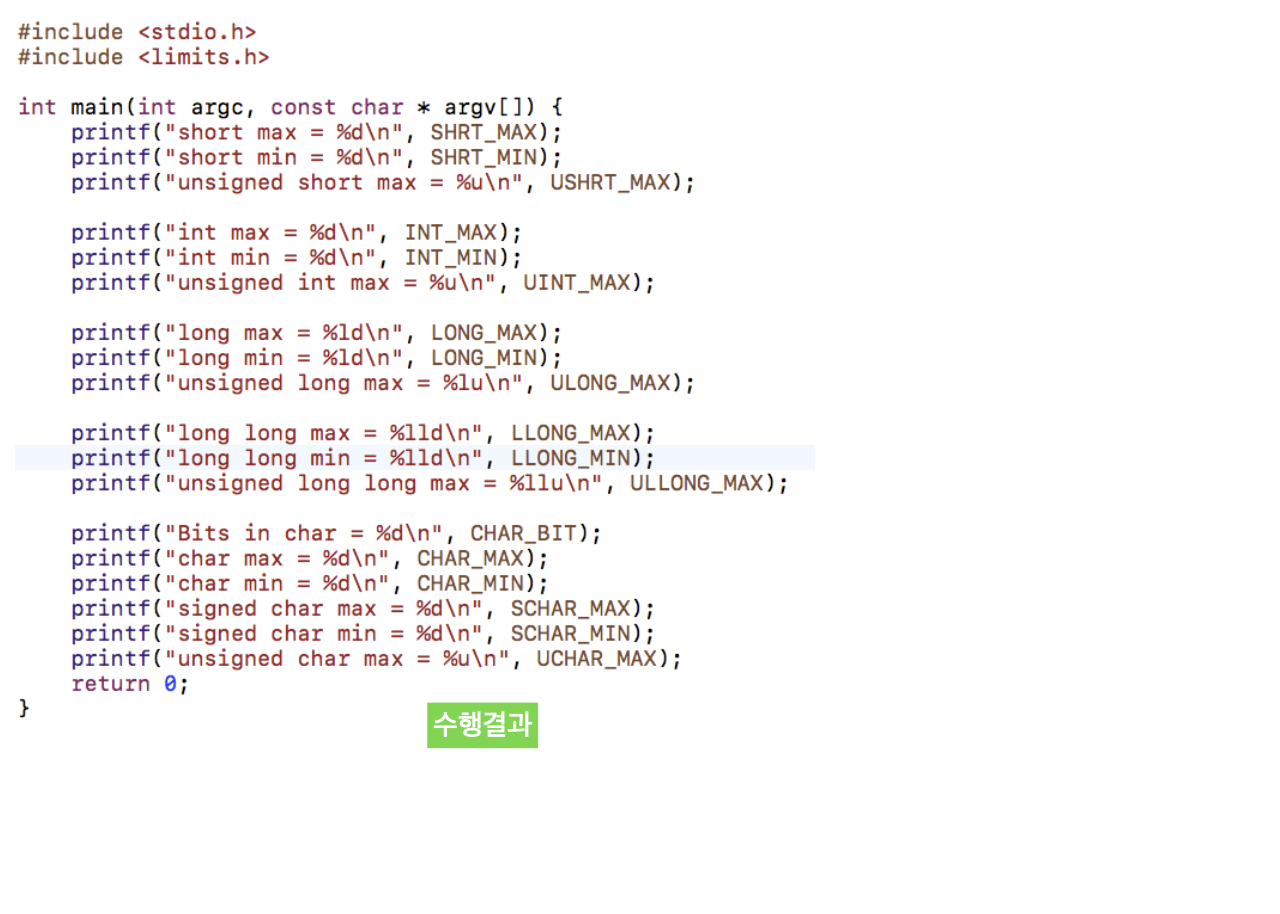 #include <stdio.h>
#include <limits.h>
int main(int argc, const char * argv[]) {
    printf("short max = %d\n", SHRT_MAX);
    printf("short min = %d\n", SHRT_MIN);
    printf("unsigned short max = %u\n", USHRT_MAX);
    printf("int max = %d\n", INT_MAX);
    printf("int min = %d\n", INT_MIN);
    printf("unsigned int max = %u\n", UINT_MAX);
    printf("long max = %ld\n", LONG_MAX);
    printf("long min = %ld\n", LONG_MIN);
    printf("unsigned long max = %lu\n", ULONG_MAX);
    printf("long long max = %lld\n", LLONG_MAX);
    printf("long long min = %lld\n", LLONG_MIN);
    printf("unsigned long long max = %llu\n", ULLONG_MAX);
    printf("Bits in char = %d\n", CHAR_BIT);
    printf("char max = %d\n", CHAR_MAX);
    printf("char min = %d\n", CHAR_MIN);
    printf("signed char max = %d\n", SCHAR_MAX);
    printf("signed char min = %d\n", SCHAR_MIN);
    printf("unsigned char max = %u\n", UCHAR_MAX);
    return 0;
}
수행결과